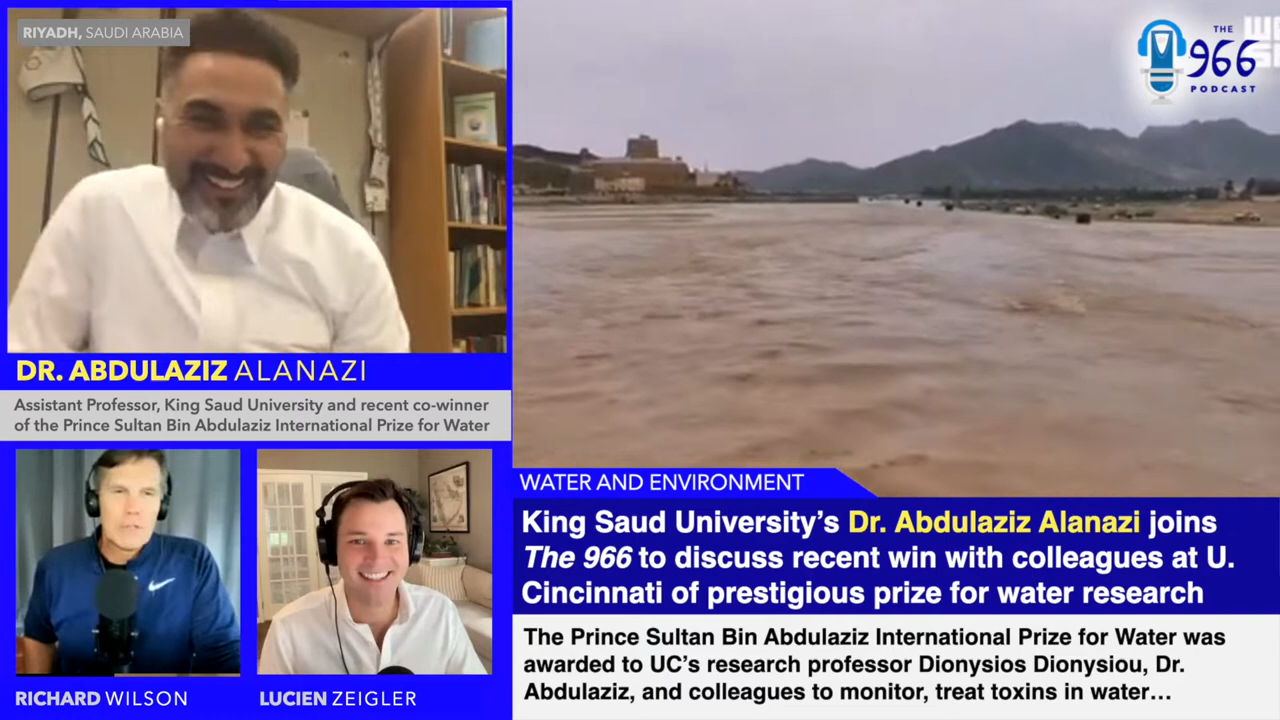 RIYADH, SAUDI ARABIA
THE
966
PODCAST
DR. ABDULAZIZ ALANAZI
Assistant Professor, King Saud University and recent co-winner
of the Prince Sultan Bin Abdulaziz International Prize for Water
RICHARD WILSON
LUCIEN ZEIGLER
WATER AND ENVIRONMENT
King Saud University’s Dr. Abdulaziz Alanazi joins
The 966 to discuss recent win with colleagues at U.
Cincinnati of prestigious prize for water research
The Prince Sultan Bin Abdulaziz International Prize for Water was
awarded to UC’s research professor Dionysios Dionysiou, Dr.
Abdulaziz, and colleagues to monitor, treat toxins in water…